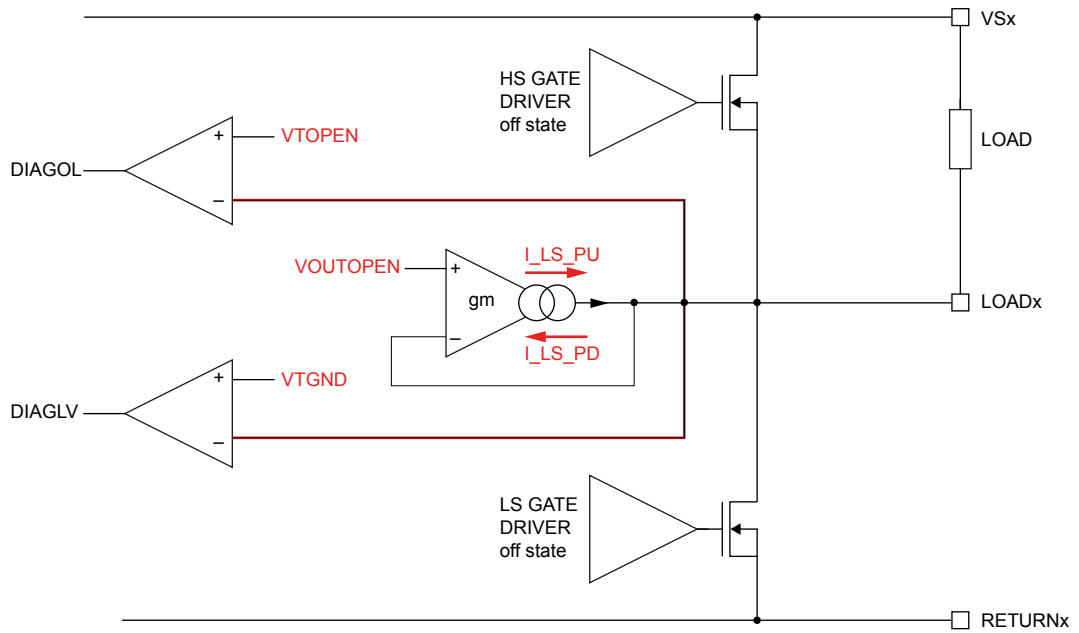 VSx
HS GATE
DRIVER
off state
+
VTOPEN
LOAD
DIAGOL
−
I_LS_PU
VOUTOPEN
+
gm
LOADx
−
I_LS_PD
+
VTGND
DIAGLV
−
LS GATE
DRIVER
off state
RETURNx